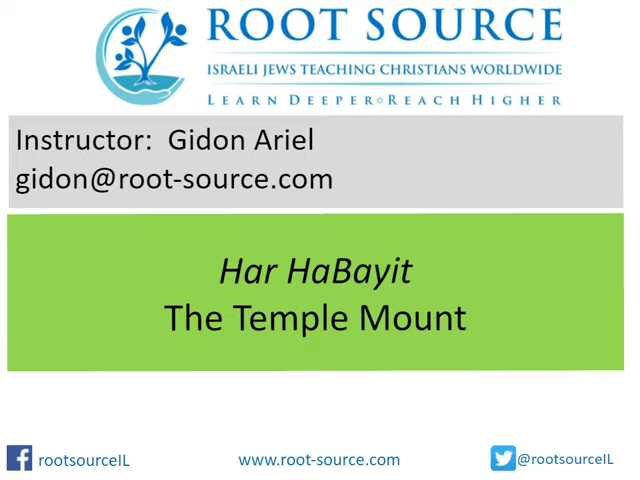 ROOT SOURCE
ISRAELI JEWS TEACHING CHRISTIANS WORLDWIDE
LEARN DEEPER✡REACH HIGHER
Instructor:  Gidon Ariel
gidon@root-source.com
Har HaBayit
The Temple Mount
rootsourceIL
www.root-source.com
@rootsourceIL